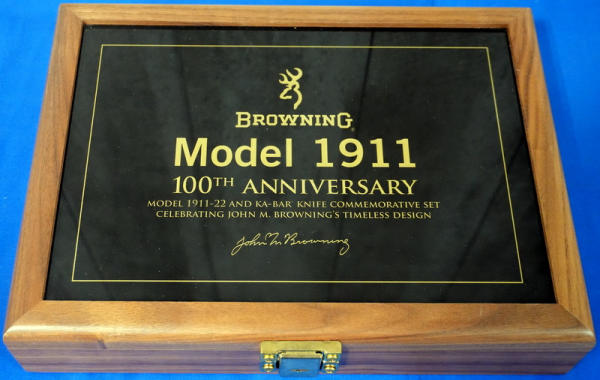 BROWNING
Model 1911
100TH ANNIVERSARY
MODEL 1911-22 AND KA-BAR® KNIFE COMMEMORATIVE SET
CELEBRATING JOHN M. BROWNING'S TIMELESS DESIGN
John M. Browning